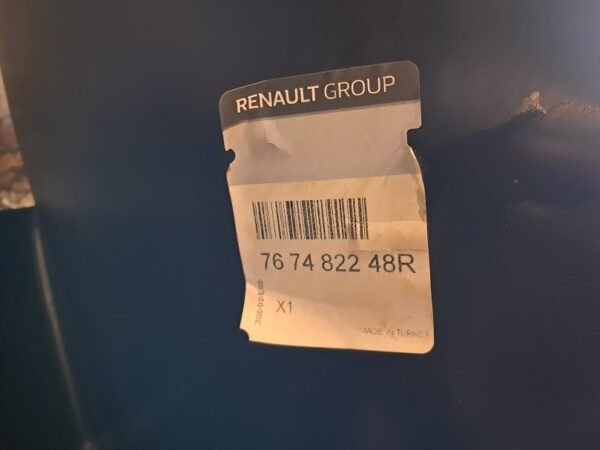 RENAULT GROUP
76 74 822 48R
X1
MADE IN TURKEY